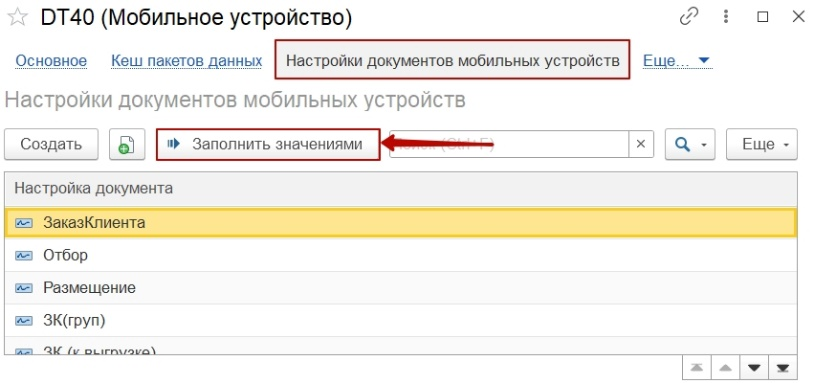 DT40 (Мобильное устройство)
Основное Кеш пакетов данных Настройки документов мобильных устройств Еще...
Настройки документов мобильных устройств
Создать Заполнить значениями (Ctrl+F) × Еще
Настройка документа
ЗаказКлиента
Отбор
Размещение
ЗК(груп)
ЗК (к выгрузке)